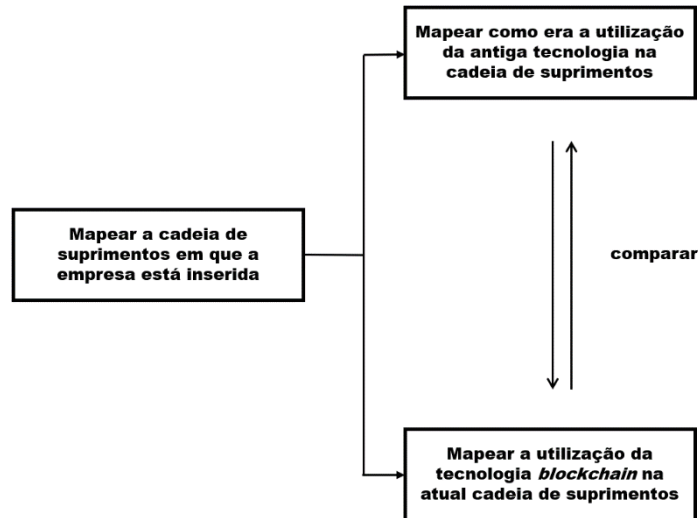 Mapear como era a utilização
da antiga tecnologia na
cadeia de suprimentos
Mapear a cadeia de
suprimentos em que a
empresa está inserida
comparar
Mapear a utilização da
tecnologia blockchain na
atual cadeia de suprimentos